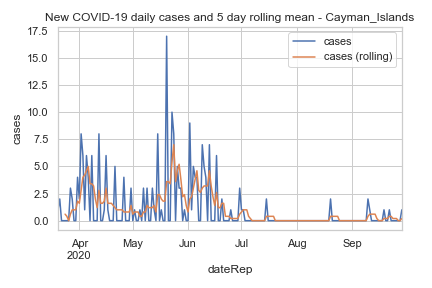 New COVID-19 daily cases and 5 day rolling mean - Cayman_Islands
17.5
15.0
12.5
10.0
7.5
5.0
2.5
0.0
cases
cases
cases (rolling)
Apr May Jun Jul Aug Sep
2020
dateRep